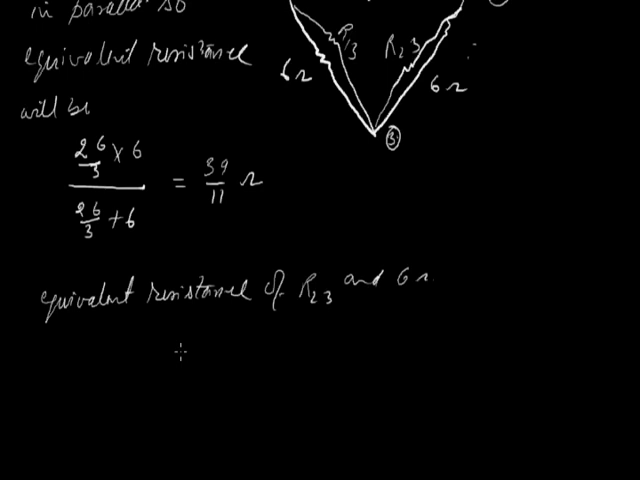 in parallel so
equivalent resistance
will be
R13
R23
6Ω
6Ω
3
26/3 × 6
26/3 + 6
= 39/11 Ω
equivalent resistance of R23 and 6Ω